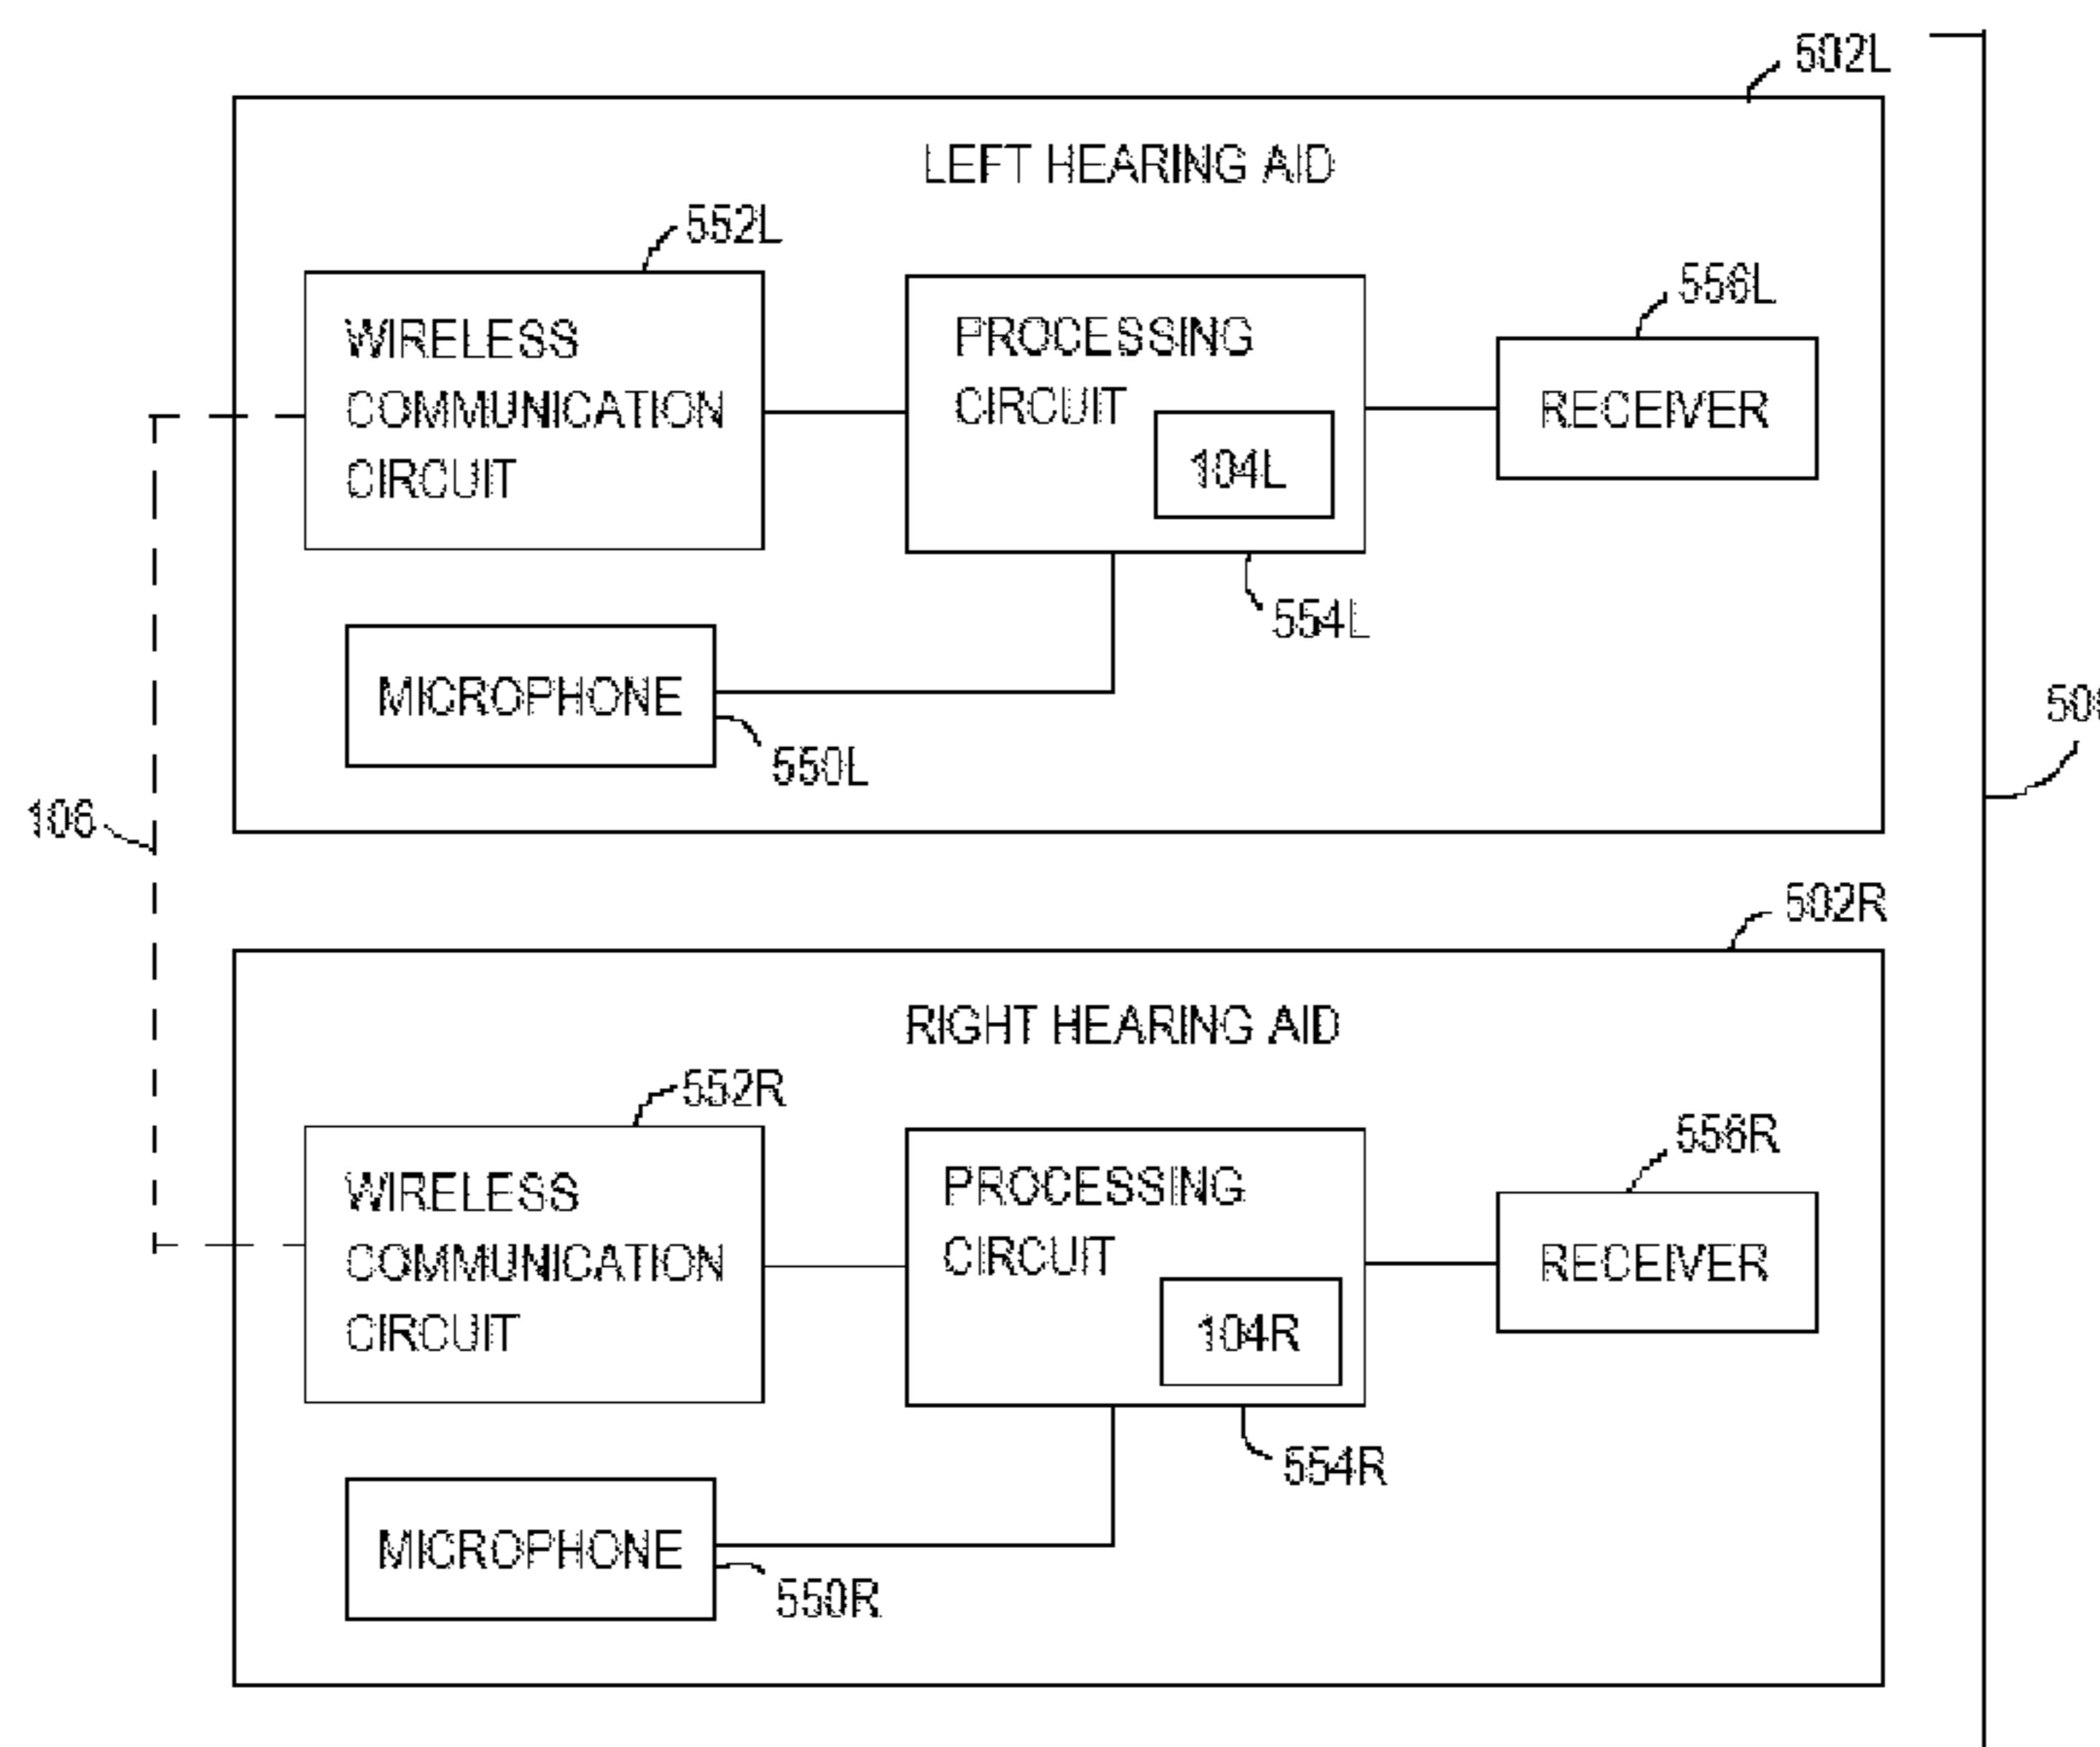 502L
LEFT HEARING AID
552L
556L
WIRELESS
COMMUNICATION
CIRCUIT
PROCESSING
CIRCUIT
104L
RECEIVER
554L
MICROPHONE
550L
106
502R
RIGHT HEARING AID
552R
556R
WIRELESS
COMMUNICATION
CIRCUIT
PROCESSING
CIRCUIT
104R
RECEIVER
554R
MICROPHONE
550R